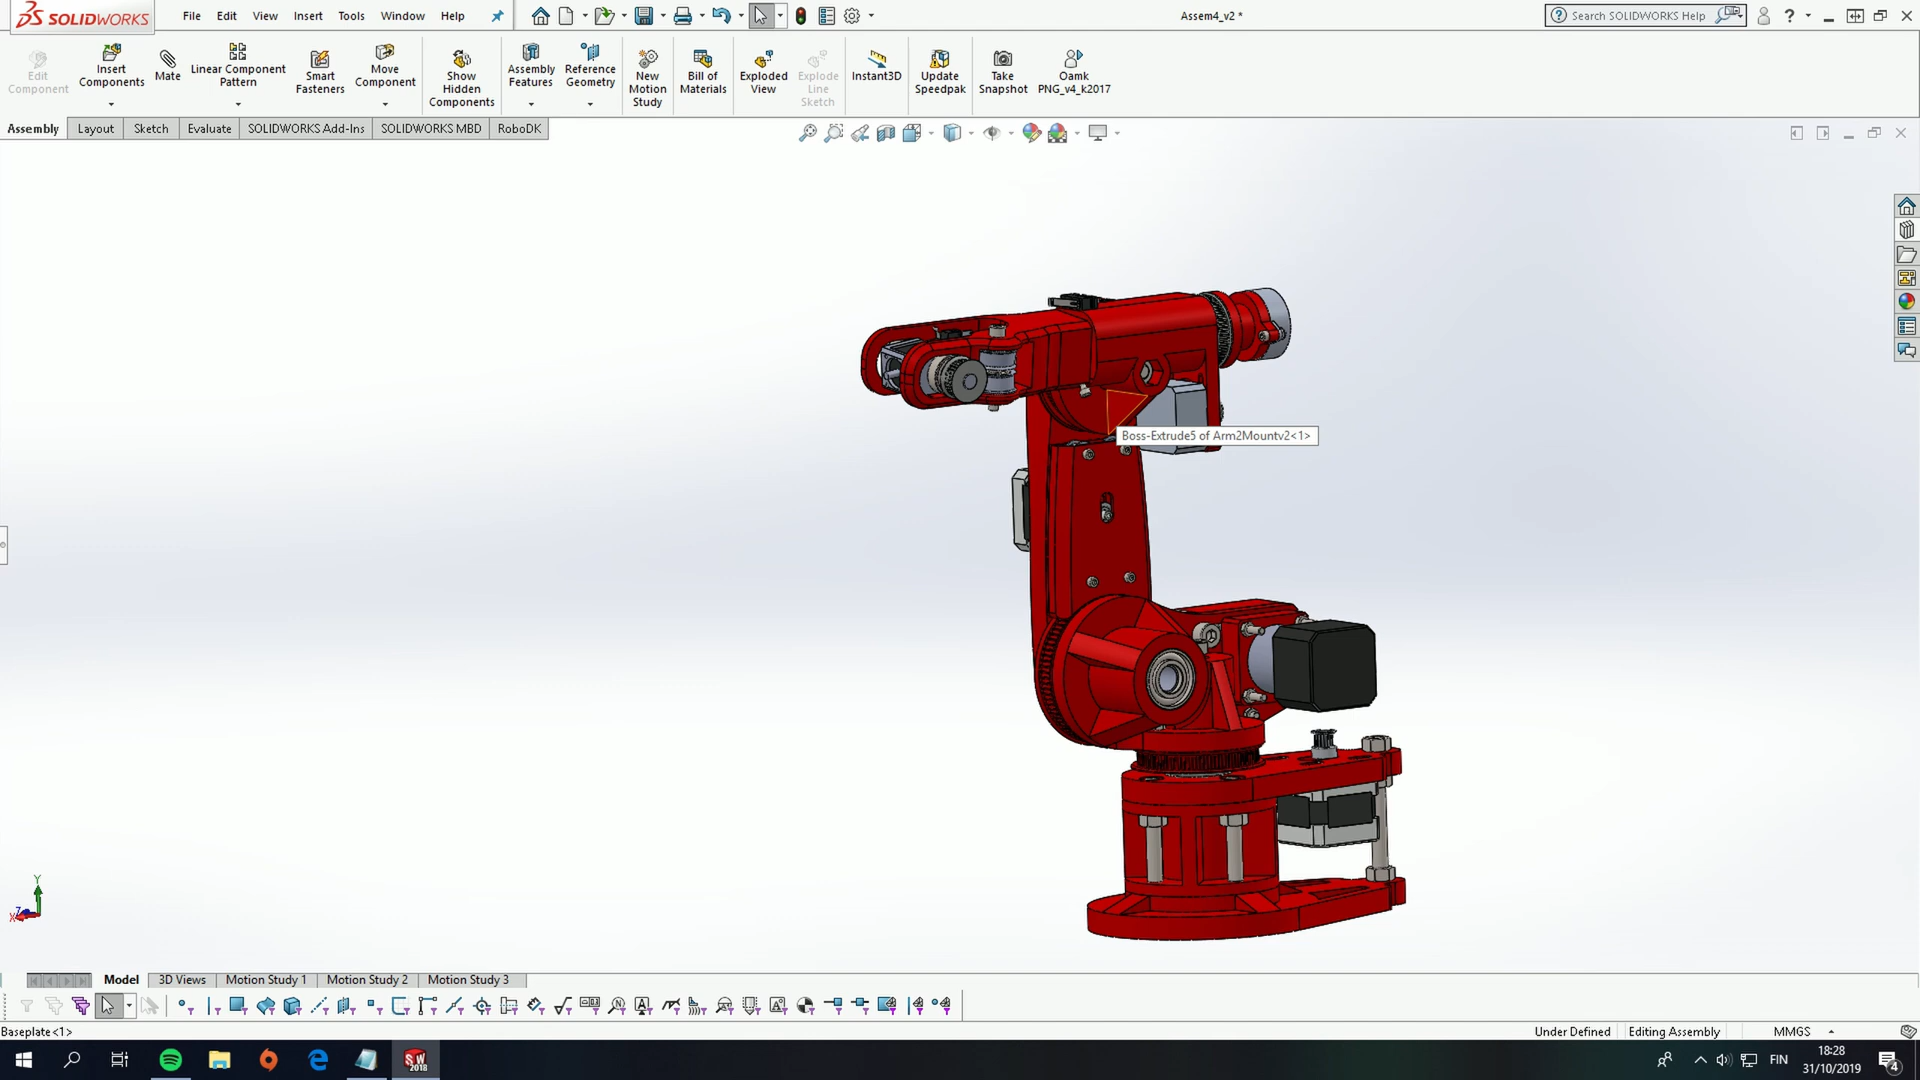 SOLIDWORKS File Edit View Insert Tools Window Help Assem4_v2 * Search SOLIDWORKS Help ?
Edit Component
Insert Components
Mate
Linear Component Pattern
Smart Fasteners
Move Component
Show Hidden Components
Assembly Features
Reference Geometry
New Motion Study
Bill of Materials
Exploded View
Explode Line Sketch
Instant3D
Update Speedpak
Take Snapshot
Oamk PNG_v4_k2017
Assembly Layout Sketch Evaluate SOLIDWORKS Add-Ins SOLIDWORKS MBD RoboDK
Boss-Extrude5 of Arm2Mountv2<1>
Y
Z
X
Model 3D Views Motion Study 1 Motion Study 2 Motion Study 3
Baseplate<1> Under Defined Editing Assembly MMGS
SW 2018
FIN
18:28
31/10/2019
4